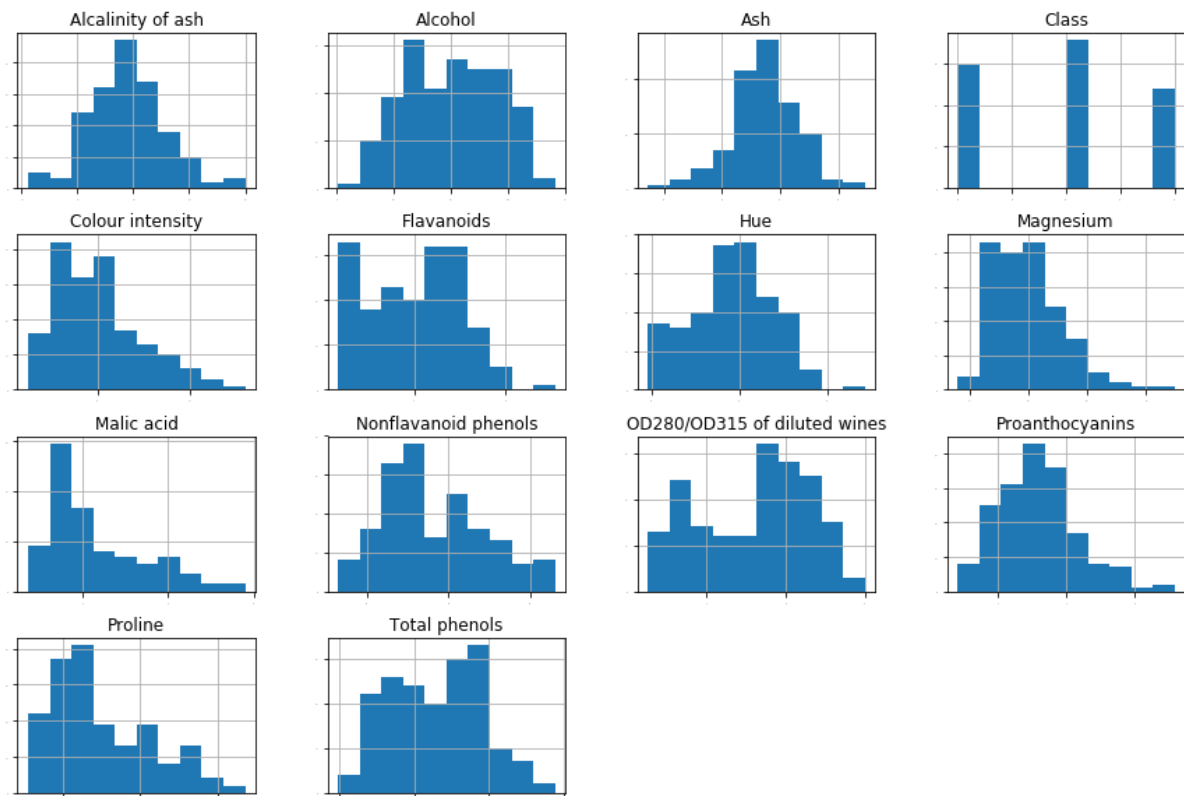 Alcalinity of ash
Alcohol
Ash
Class
Colour intensity
Flavanoids
Hue
Magnesium
Malic acid
Nonflavanoid phenols
OD280/OD315 of diluted wines
Proanthocyanins
Proline
Total phenols